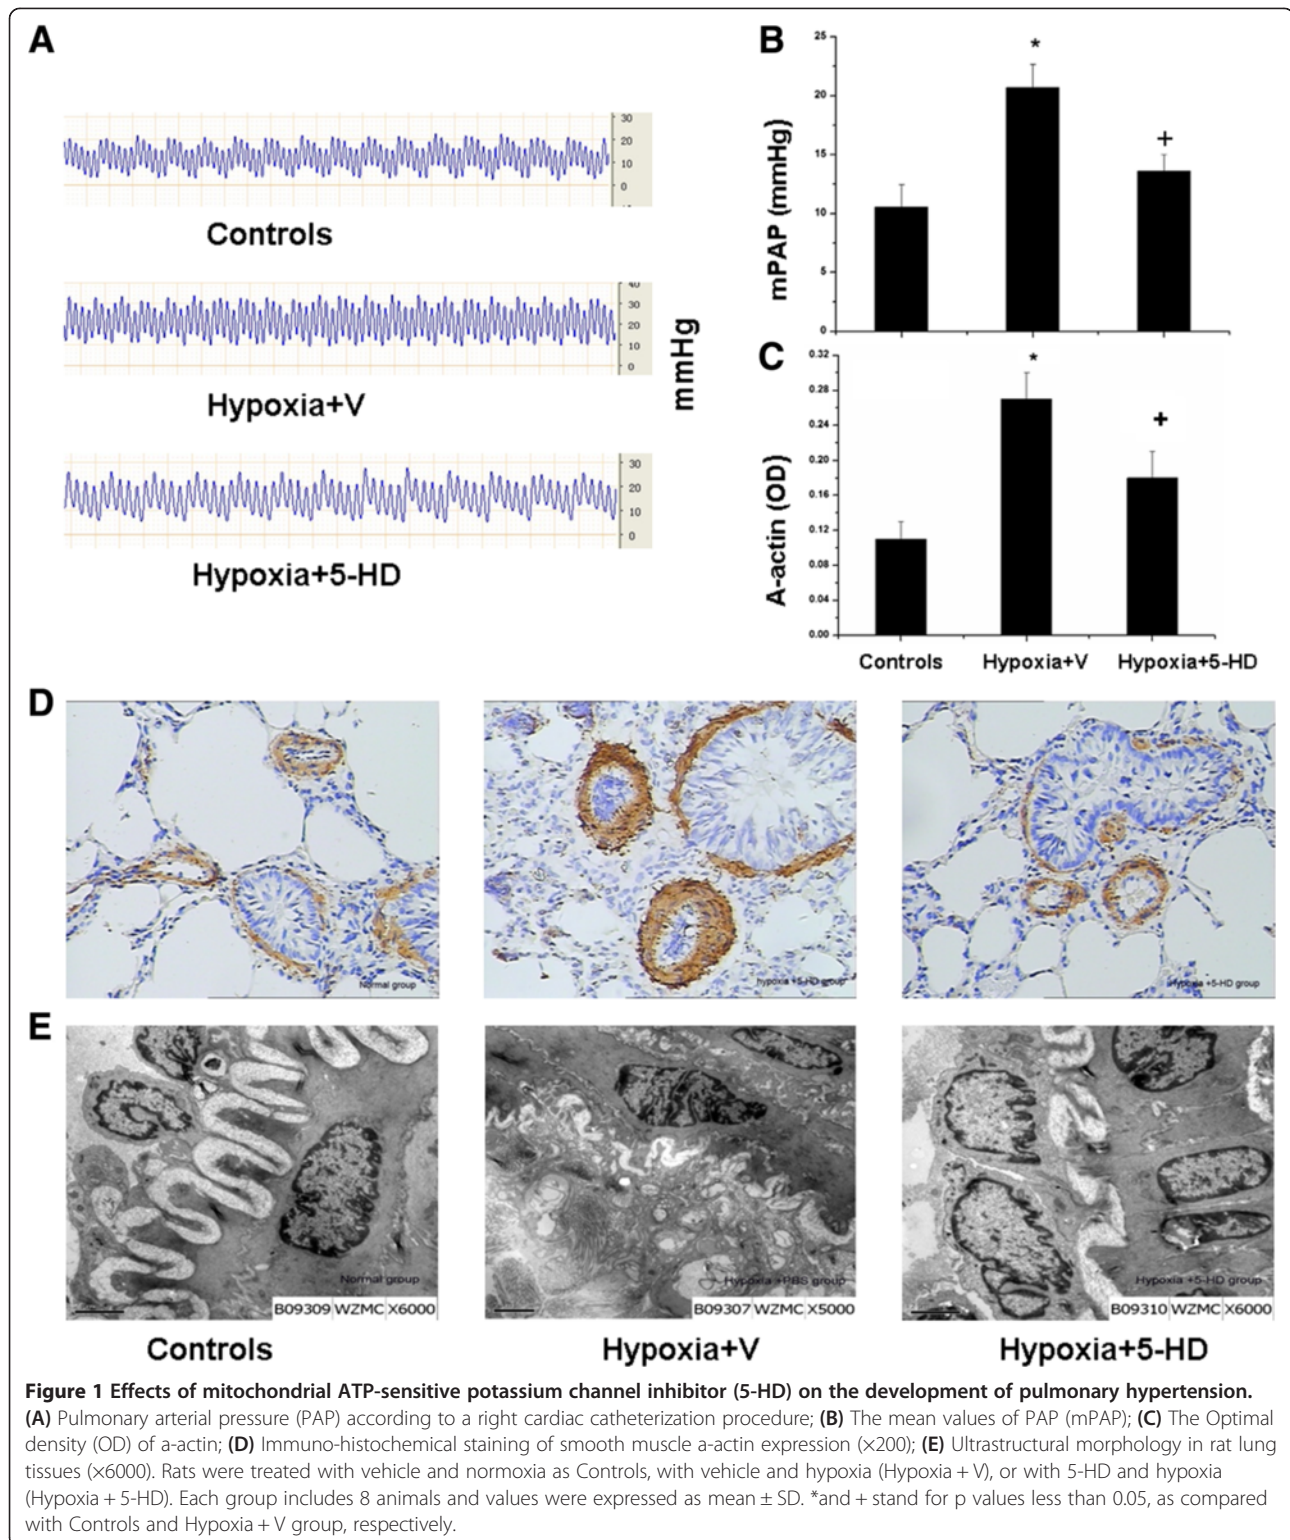 A
30
20
10
0
Controls
40
30
20
10
0
Hypoxia+V
30
20
10
0
Hypoxia+5-HD
mmHg
B
mPAP (mmHg)
25
20
15
10
5
0
*
+
C
A-actin (OD)
0.32
0.28
0.24
0.20
0.16
0.12
0.08
0.04
0.00
*
+
Controls Hypoxia+V Hypoxia+5-HD
D
Normal group
hypoxia +5-HD group
Hypoxia +5-HD group
E
Normal group
B09309 WZMC X6000
Hypoxia +PBS group
B09307 WZMC X5000
Hypoxia +5-HD group
B09310 WZMC X6000
Controls Hypoxia+V Hypoxia+5-HD
Figure 1 Effects of mitochondrial ATP-sensitive potassium channel inhibitor (5-HD) on the development of pulmonary hypertension.
(A) Pulmonary arterial pressure (PAP) according to a right cardiac catheterization procedure; (B) The mean values of PAP (mPAP); (C) The Optimal
density (OD) of a-actin; (D) Immuno-histochemical staining of smooth muscle a-actin expression (×200); (E) Ultrastructural morphology in rat lung
tissues (×6000). Rats were treated with vehicle and normoxia as Controls, with vehicle and hypoxia (Hypoxia + V), or with 5-HD and hypoxia
(Hypoxia + 5-HD). Each group includes 8 animals and values were expressed as mean ± SD. *and + stand for p values less than 0.05, as compared
with Controls and Hypoxia + V group, respectively.